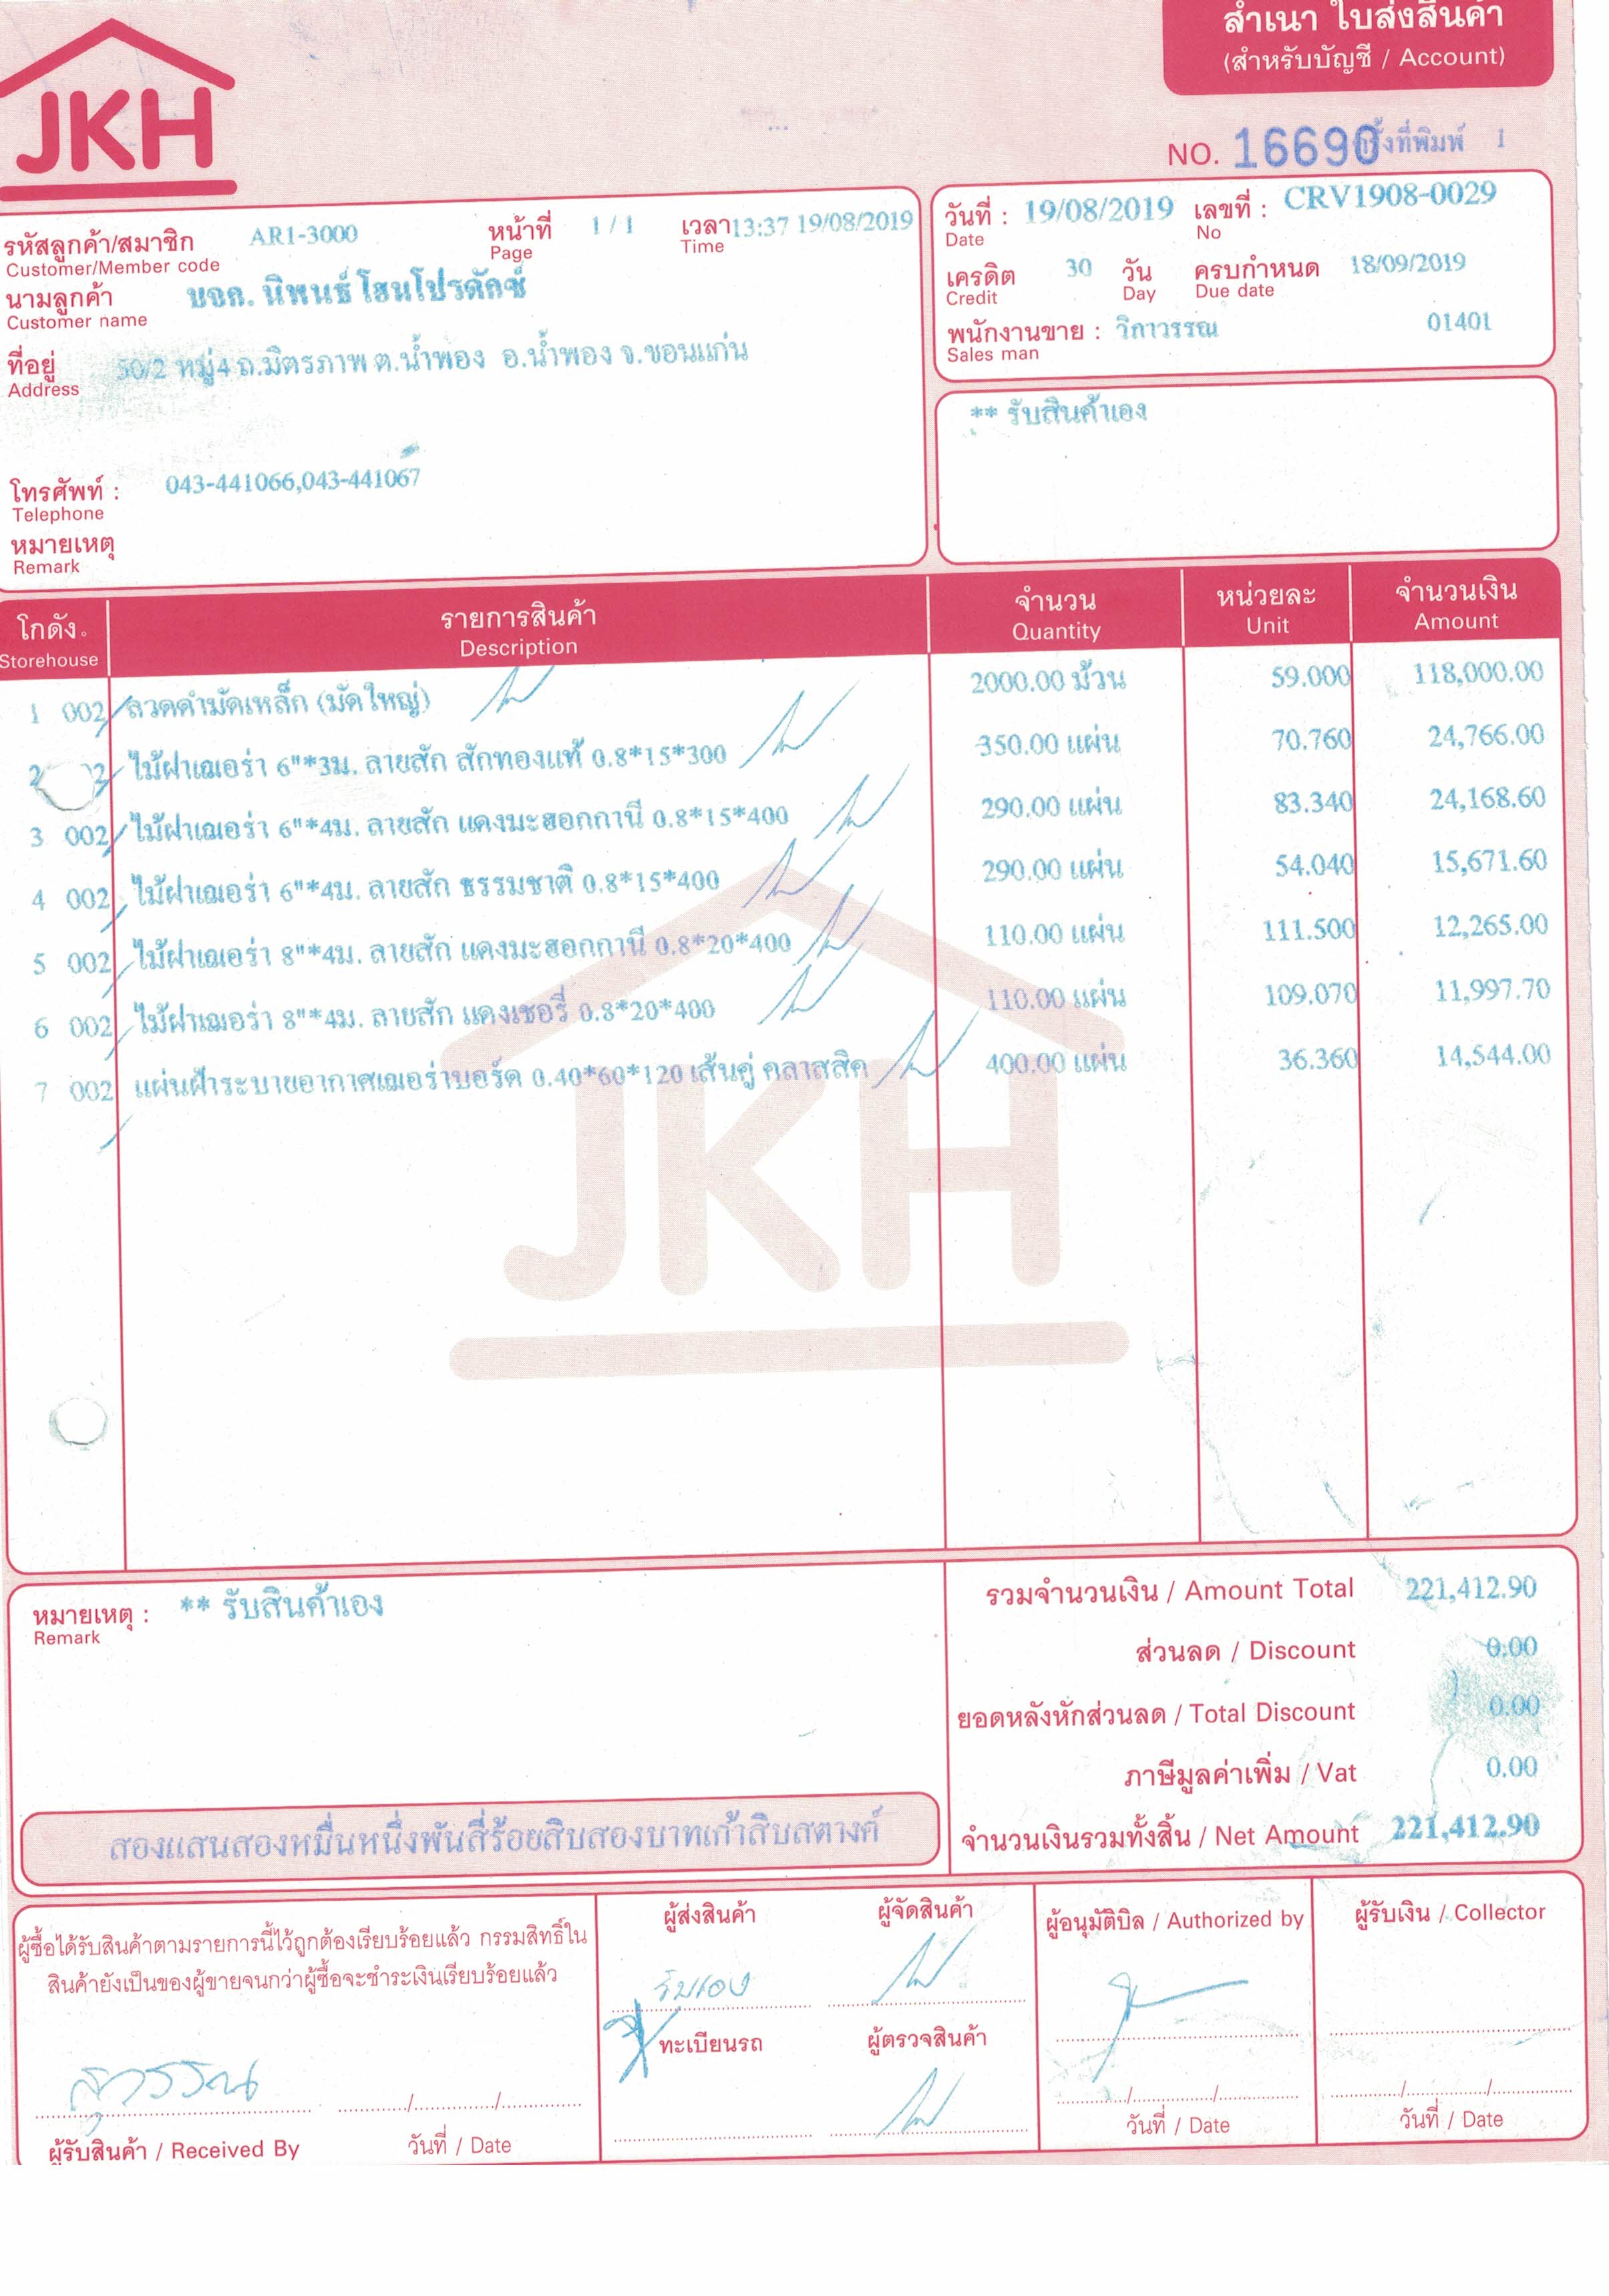 สำเนา ใบส่งสินค้า
(สำหรับบัญชี / Account)
JKH
NO. 16690 ครั้งที่พิมพ์ 1
รหัสลูกค้า/สมาชิก AR1-3000 หน้าที่ 1 / 1 เวลา 13:37 19/08/2019
Customer/Member code Page Time
นามลูกค้า บจก. นิพนธ์ โฮนโปรดักซ์
Customer name
ที่อยู่ 50/2 หมู่4 ถ.มิตรภาพ ต.น้ำพอง อ.น้ำพอง จ.ขอนแก่น
Address
โทรศัพท์ : 043-441066,043-441067
Telephone
หมายเหตุ
Remark
วันที่ : 19/08/2019 เลขที่ : CRV1908-0029
Date No
เครดิต 30 วัน ครบกำหนด 18/09/2019
Credit Day Due date
พนักงานขาย : วิภาวรรณ 01401
Sales man
** รับสินค้าเอง
โกดัง รายการสินค้า จำนวน หน่วยละ จำนวนเงิน
Storehouse Description Quantity Unit Amount
1 002 ลวดดำมัดเหล็ก (มัดใหญ่) 2000.00 ม้วน 59.000 118,000.00
2 2 ไม้ฝาเฌอร่า 6"*3ม. ลายสัก สักทองแท้ 0.8*15*300 350.00 แผ่น 70.760 24,766.00
3 002 ไม้ฝาเฌอร่า 6"*4ม. ลายสัก แดงมะฮอกกานี 0.8*15*400 290.00 แผ่น 83.340 24,168.60
4 002 ไม้ฝาเฌอร่า 6"*4ม. ลายสัก ธรรมชาติ 0.8*15*400 290.00 แผ่น 54.040 15,671.60
5 002 ไม้ฝาเฌอร่า 8"*4ม. ลายสัก แดงมะฮอกกานี 0.8*20*400 110.00 แผ่น 111.500 12,265.00
6 002 ไม้ฝาเฌอร่า 8"*4ม. ลายสัก แดงเชอรี่ 0.8*20*400 110.00 แผ่น 109.070 11,997.70
7 002 แผ่นฝ้าระบายอากาศเฌอร่าบอร์ด 0.40*60*120 เส้นคู่ คลาสสิค 400.00 แผ่น 36.360 14,544.00
JKH
หมายเหตุ : ** รับสินค้าเอง
Remark
รวมจำนวนเงิน / Amount Total 221,412.90
ส่วนลด / Discount 0.00
ยอดหลังหักส่วนลด / Total Discount 0.00
ภาษีมูลค่าเพิ่ม / Vat 0.00
จำนวนเงินรวมทั้งสิ้น / Net Amount 221,412.90
สองแสนสองหมื่นหนึ่งพันสี่ร้อยสิบสองบาทเก้าสิบสตางค์
ผู้ซื้อได้รับสินค้าตามรายการนี้ไว้ถูกต้องเรียบร้อยแล้ว กรรมสิทธิ์ใน
สินค้ายังเป็นของผู้ขายจนกว่าผู้ซื้อจะชำระเงินเรียบร้อยแล้ว
สุวรรณ
ผู้รับสินค้า / Received By วันที่ / Date
ผู้ส่งสินค้า ผู้จัดสินค้า
รับเอง
ทะเบียนรถ ผู้ตรวจสินค้า
ผู้อนุมัติบิล / Authorized by
วันที่ / Date
ผู้รับเงิน / Collector
วันที่ / Date